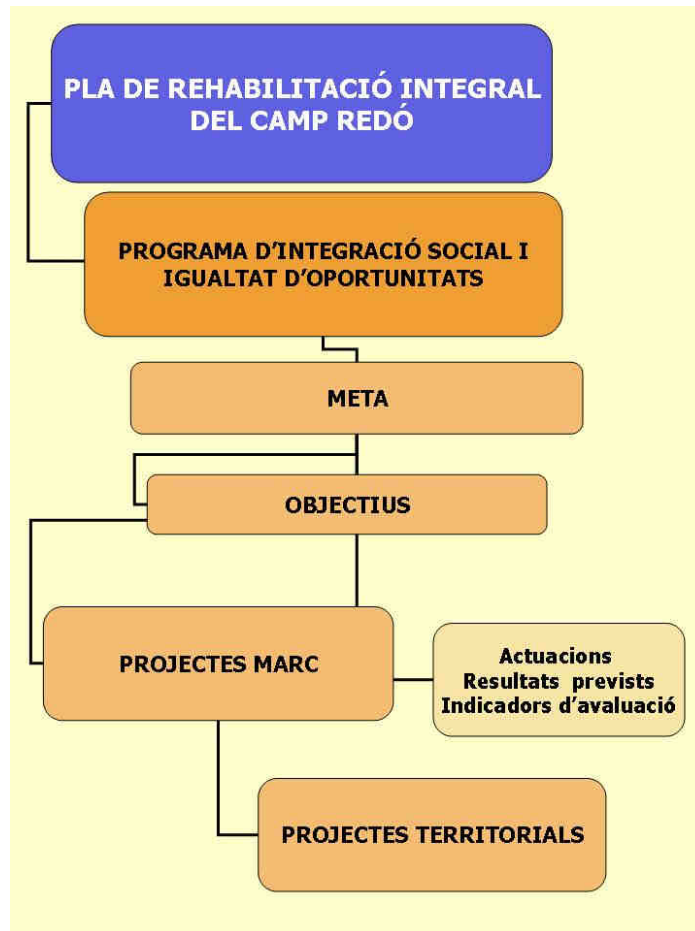 PLA DE REHABILITACIÓ INTEGRAL
DEL CAMP REDÓ
PROGRAMA D'INTEGRACIÓ SOCIAL I
IGUALTAT D'OPORTUNITATS
META
OBJECTIUS
PROJECTES MARC
Actuacions
Resultats prevists
Indicadors d'avaluació
PROJECTES TERRITORIALS